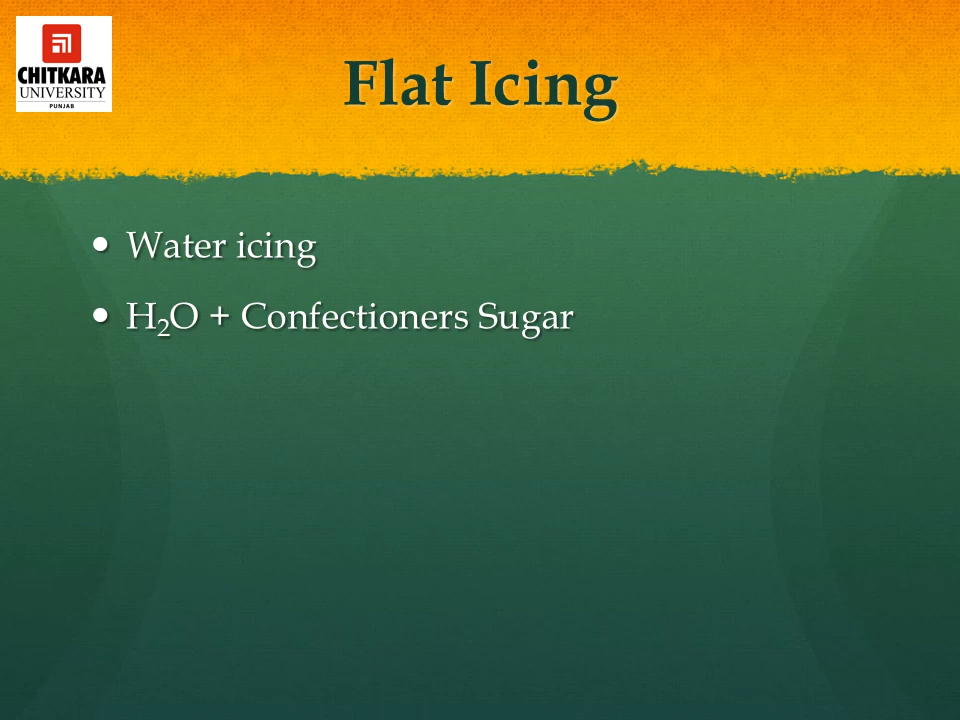 CHITKARA
UNIVERSITY
PUNJAB
Flat Icing
• Water icing
• H₂O + Confectioners Sugar